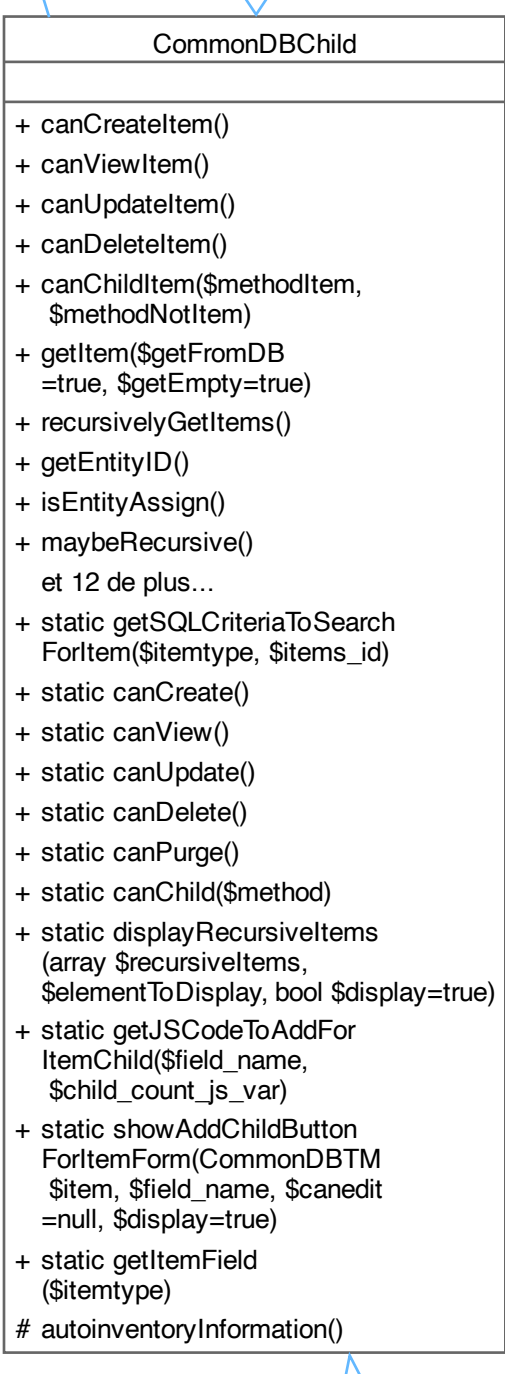 CommonDBChild
+ canCreateItem()
+ canViewItem()
+ canUpdateItem()
+ canDeleteItem()
+ canChildItem($methodItem,
$methodNotItem)
+ getItem($getFromDB
=true, $getEmpty=true)
+ recursivelyGetItems()
+ getEntityID()
+ isEntityAssign()
+ maybeRecursive()
et 12 de plus...
+ static getSQLCriteriaToSearch
ForItem($itemtype, $items_id)
+ static canCreate()
+ static canView()
+ static canUpdate()
+ static canDelete()
+ static canPurge()
+ static canChild($method)
+ static displayRecursiveItems
(array $recursiveItems,
$elementToDisplay, bool $display=true)
+ static getJSCodeToAddFor
ItemChild($field_name,
$child_count_js_var)
+ static showAddChildButton
ForItemForm(CommonDBTM
$item, $field_name, $canedit
=null, $display=true)
+ static getItemField
($itemtype)
# autoinventoryInformation()